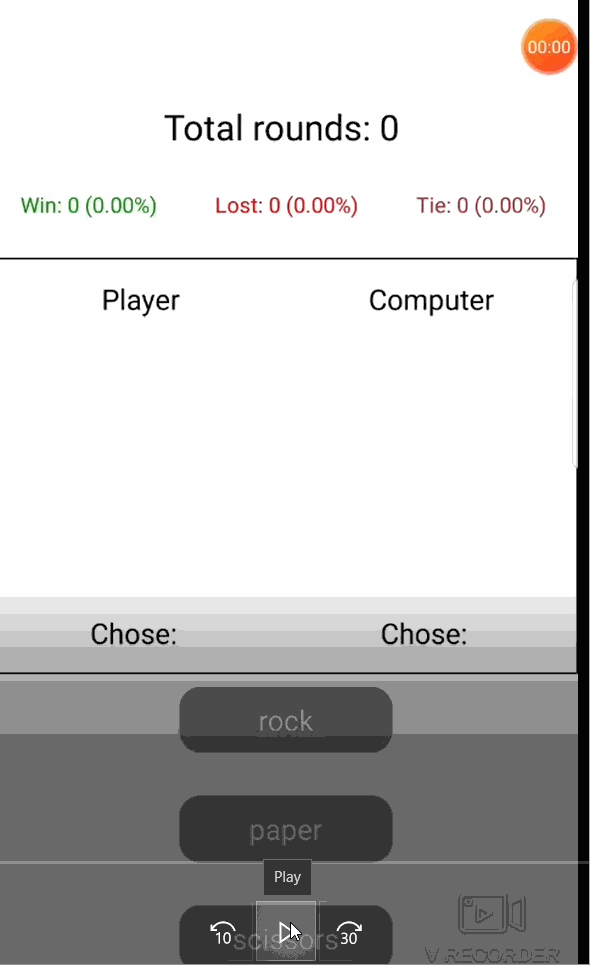 00:00
Total rounds: 0
Win: 0 (0.00%) Lost: 0 (0.00%) Tie: 0 (0.00%)
Player Computer
Chose: Chose:
rock
paper
Play
10 scissors 30
V RECORDER